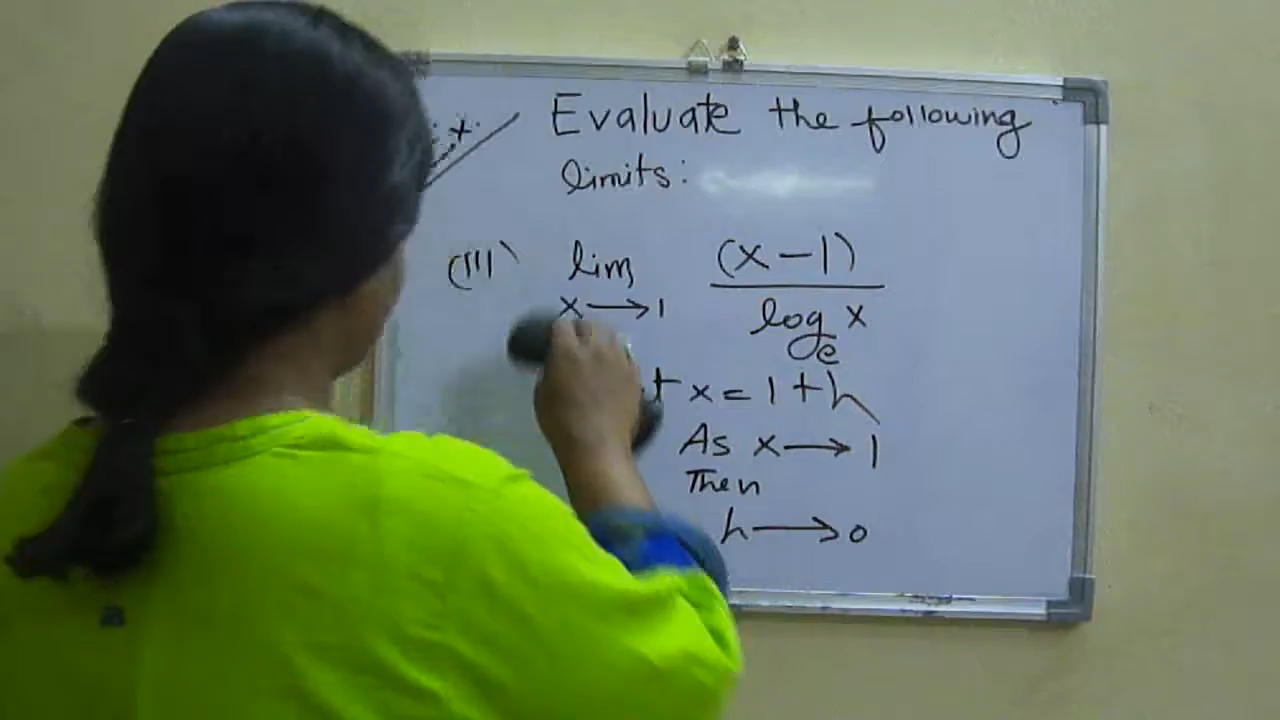 Evaluate the following
limits:
(III) lim x→1 (x-1) / log_e x
x = 1 + h
As x → 1
Then
h → 0